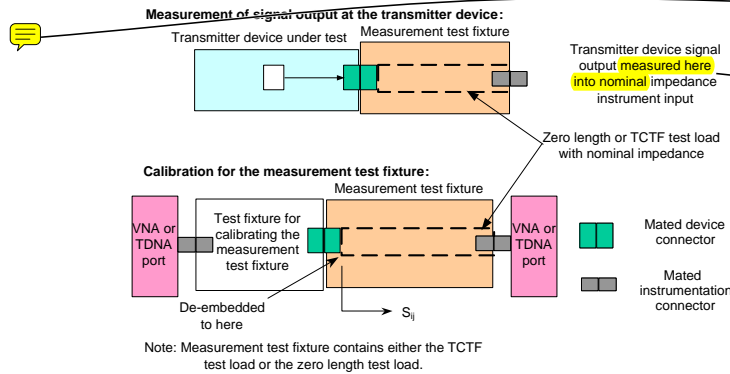 Measurement of signal output at the transmitter device:
Transmitter device under test
Measurement test fixture
Transmitter device signal
output measured here
into nominal impedance
instrument input
Zero length or TCTF test load
with nominal impedance
Calibration for the measurement test fixture:
Measurement test fixture
VNA or
TDNA
port
Test fixture for
calibrating the
measurement
test fixture
VNA or
TDNA
port
Mated device
connector
Mated
instrumentation
connector
De-embedded
to here
Sij
Note: Measurement test fixture contains either the TCTF
test load or the zero length test load.